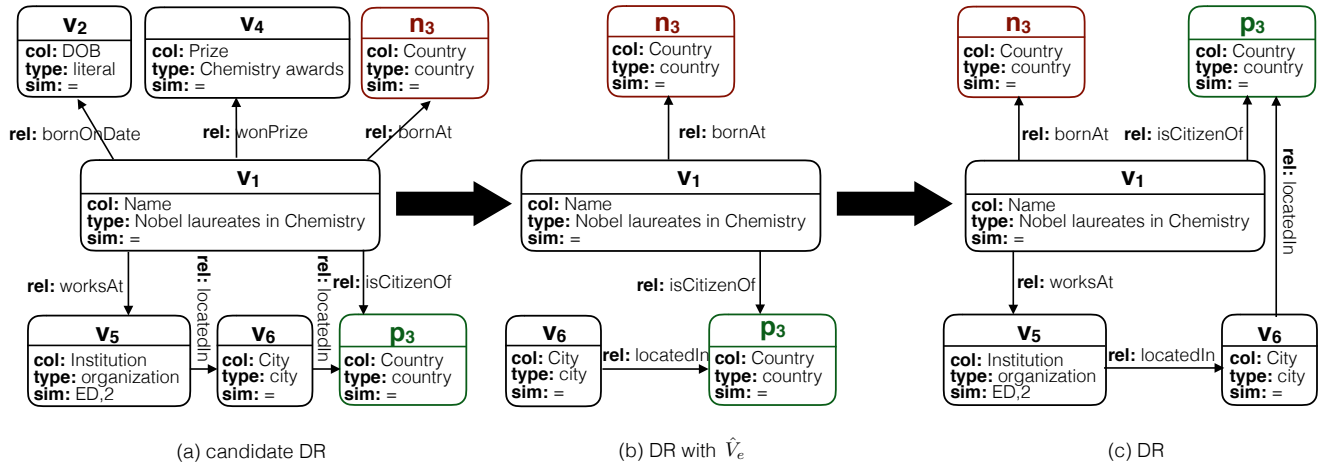 v2
col: DOB
type: literal
sim: =
v4
col: Prize
type: Chemistry awards
sim: =
n3
col: Country
type: country
sim: =
rel: bornOnDate
rel: wonPrize
rel: bornAt
v1
col: Name
type: Nobel laureates in Chemistry
sim: =
rel: worksAt
rel: locatedIn
rel: locatedIn
rel: isCitizenOf
v5
col: Institution
type: organization
sim: ED,2
v6
col: City
type: city
sim: =
p3
col: Country
type: country
sim: =
(a) candidate DR
n3
col: Country
type: country
sim: =
rel: bornAt
v1
col: Name
type: Nobel laureates in Chemistry
sim: =
rel: isCitizenOf
v6
col: City
type: city
sim: =
rel: locatedIn
p3
col: Country
type: country
sim: =
(b) DR with V̂e
n3
col: Country
type: country
sim: =
p3
col: Country
type: country
sim: =
rel: bornAt
rel: isCitizenOf
rel: locatedIn
v1
col: Name
type: Nobel laureates in Chemistry
sim: =
rel: worksAt
v5
col: Institution
type: organization
sim: ED,2
rel: locatedIn
v6
col: City
type: city
sim: =
(c) DR